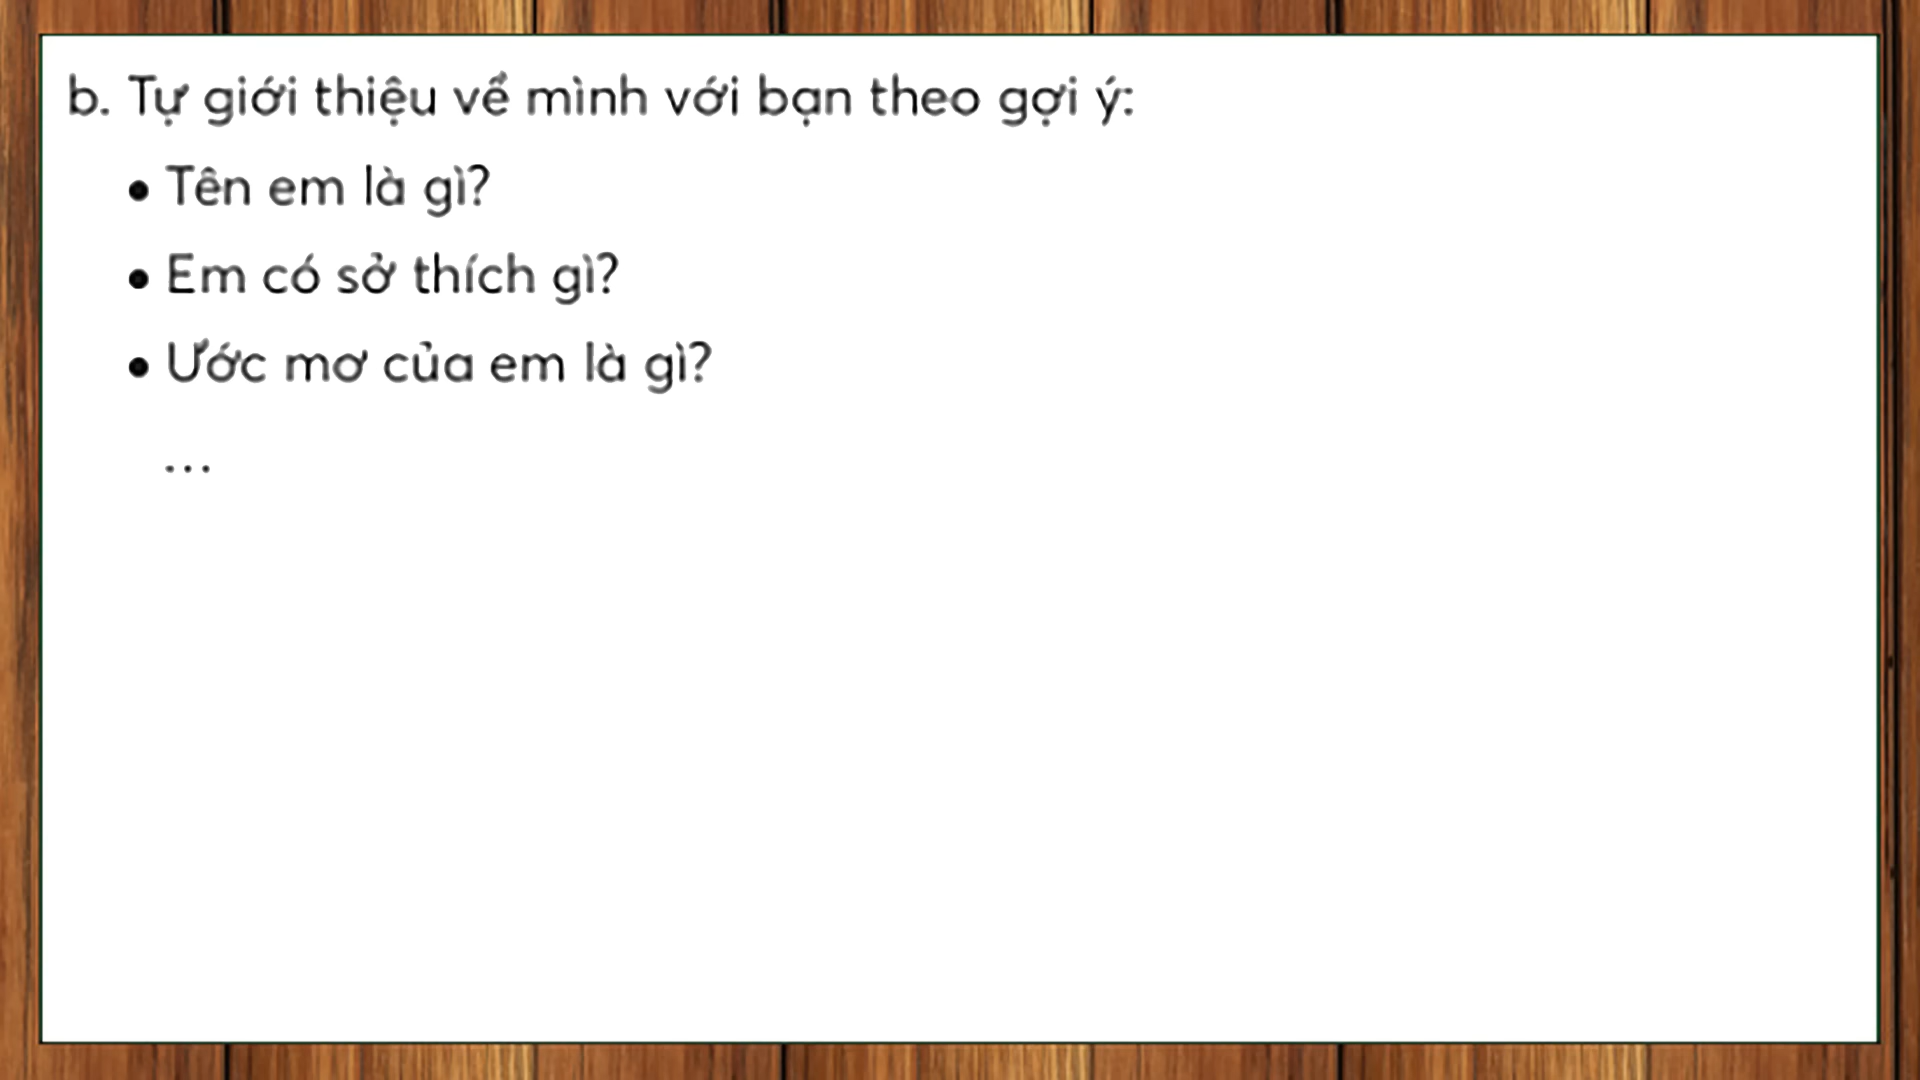 b. Tự giới thiệu về mình với bạn theo gợi ý:
• Tên em là gì?
• Em có sở thích gì?
• Ước mơ của em là gì?
...